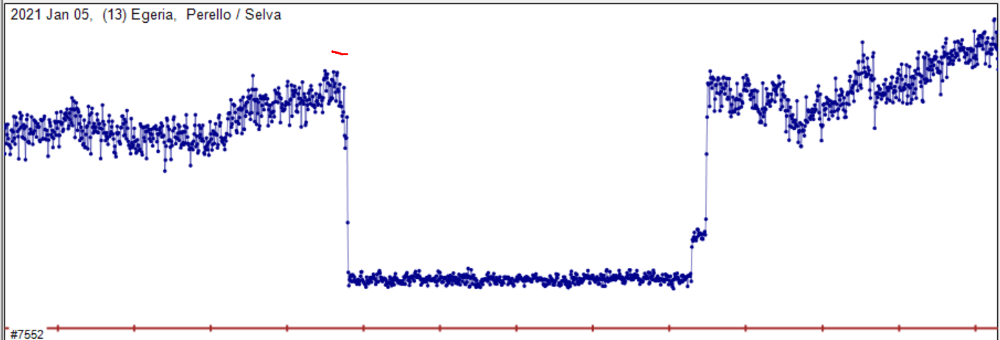 2021 Jan 05, (13) Egeria, Perello / Selva
#7552